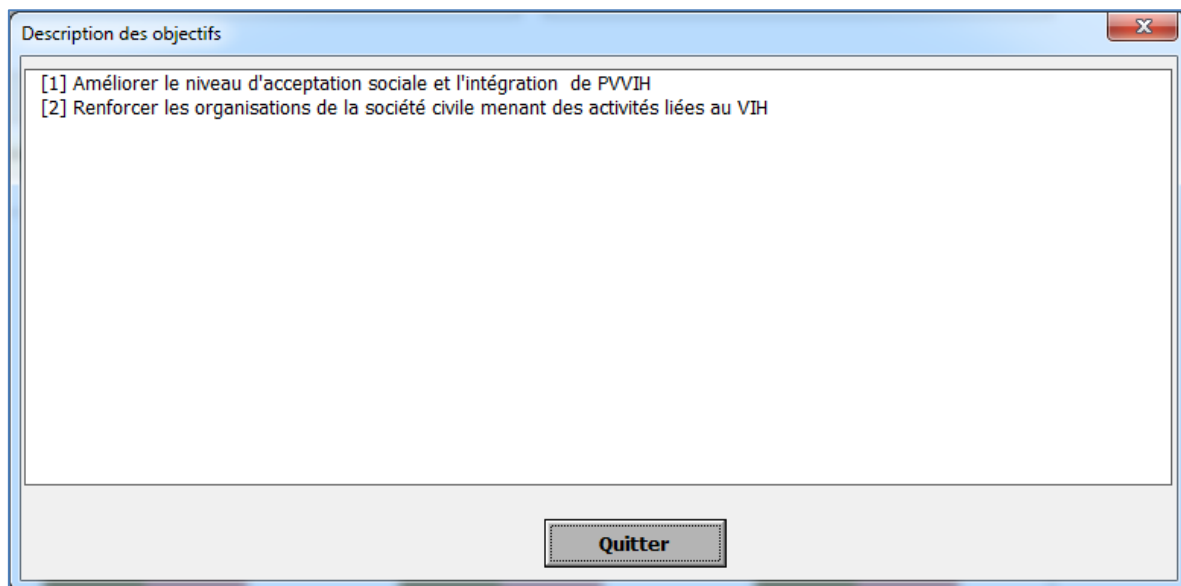 Description des objectifs
X
[1] Améliorer le niveau d'acceptation sociale et l'intégration  de PVVIH
[2] Renforcer les organisations de la société civile menant des activités liées au VIH
Quitter